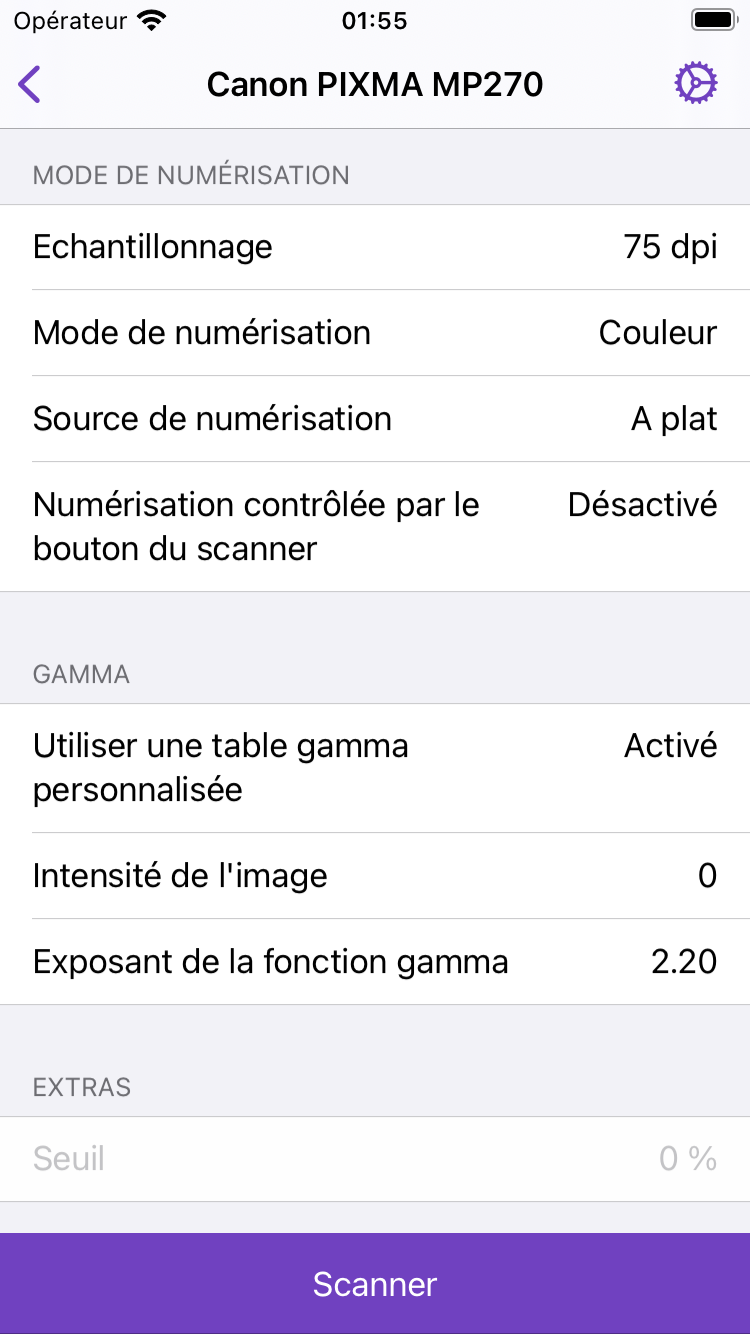 Opérateur 01:55
Canon PIXMA MP270
MODE DE NUMÉRISATION
Echantillonnage 75 dpi
Mode de numérisation Couleur
Source de numérisation A plat
Numérisation contrôlée par le Désactivé
bouton du scanner
GAMMA
Utiliser une table gamma Activé
personnalisée
Intensité de l'image 0
Exposant de la fonction gamma 2.20
EXTRAS
Seuil 0 %
Scanner